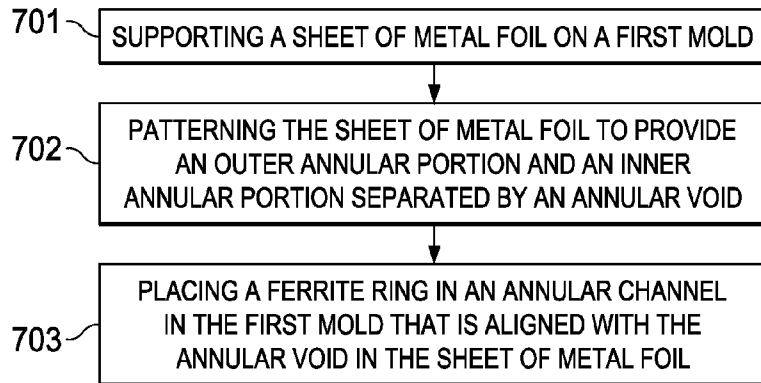 701
SUPPORTING A SHEET OF METAL FOIL ON A FIRST MOLD
702
PATTERNING THE SHEET OF METAL FOIL TO PROVIDE
AN OUTER ANNULAR PORTION AND AN INNER
ANNULAR PORTION SEPARATED BY AN ANNULAR VOID
703
PLACING A FERRITE RING IN AN ANNULAR CHANNEL
IN THE FIRST MOLD THAT IS ALIGNED WITH THE
ANNULAR VOID IN THE SHEET OF METAL FOIL